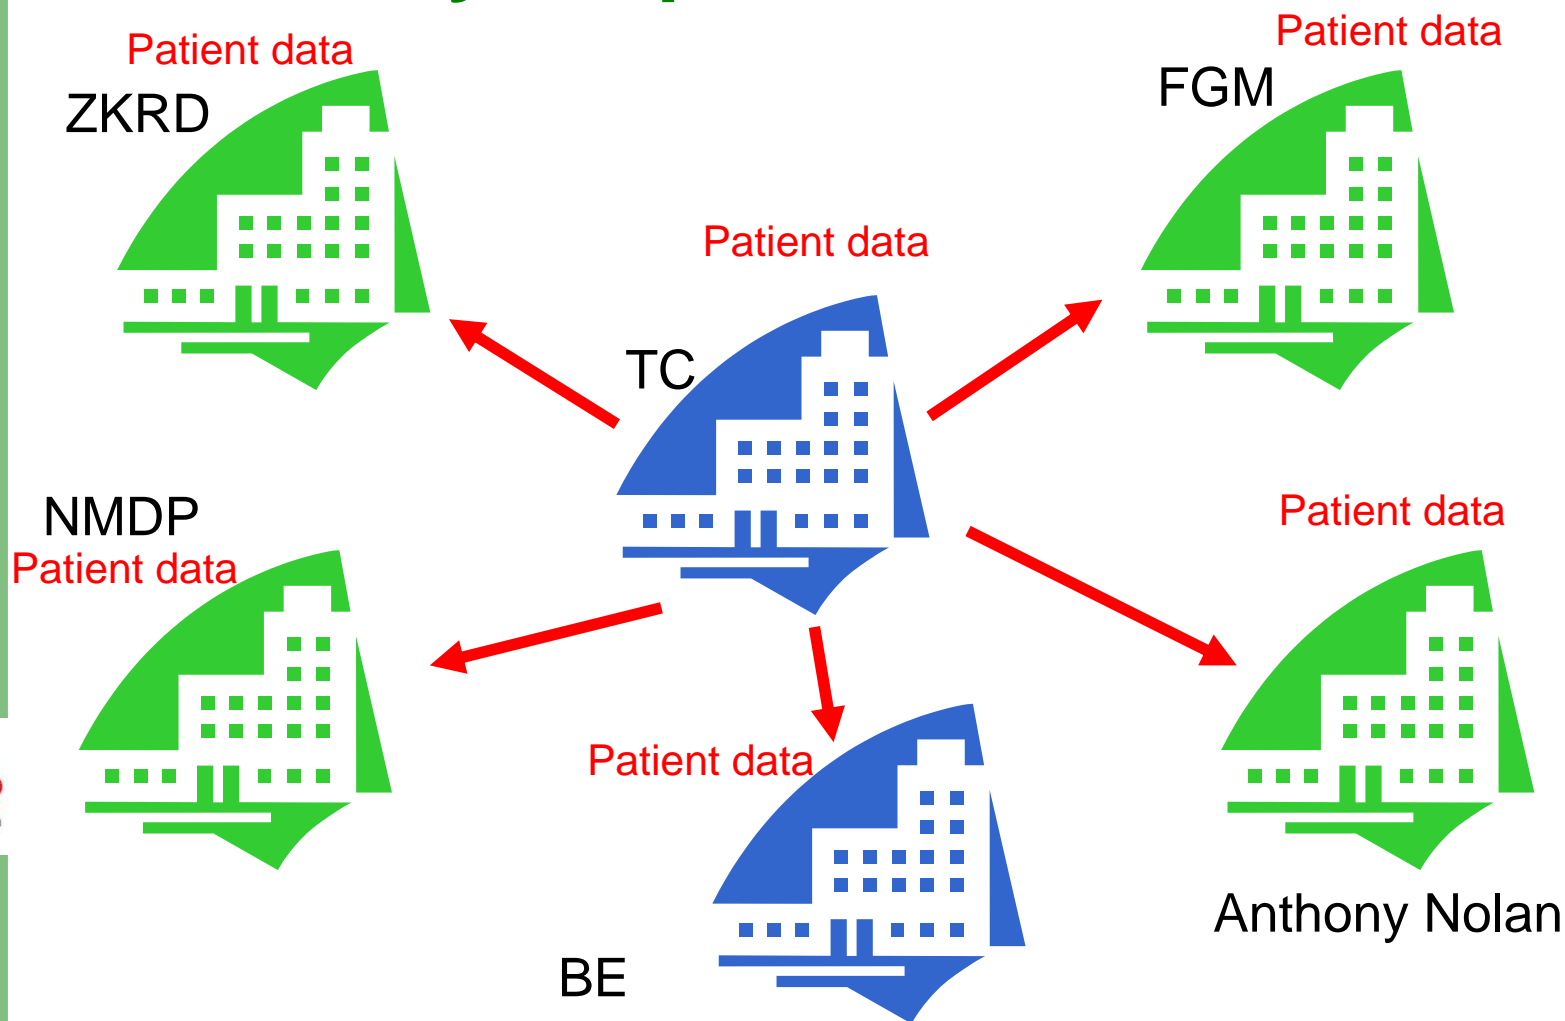 Patient data
ZKRD
Patient data
FGM
Patient data
TC
NMDP
Patient data
Patient data
Patient data
BE
Anthony Nolan